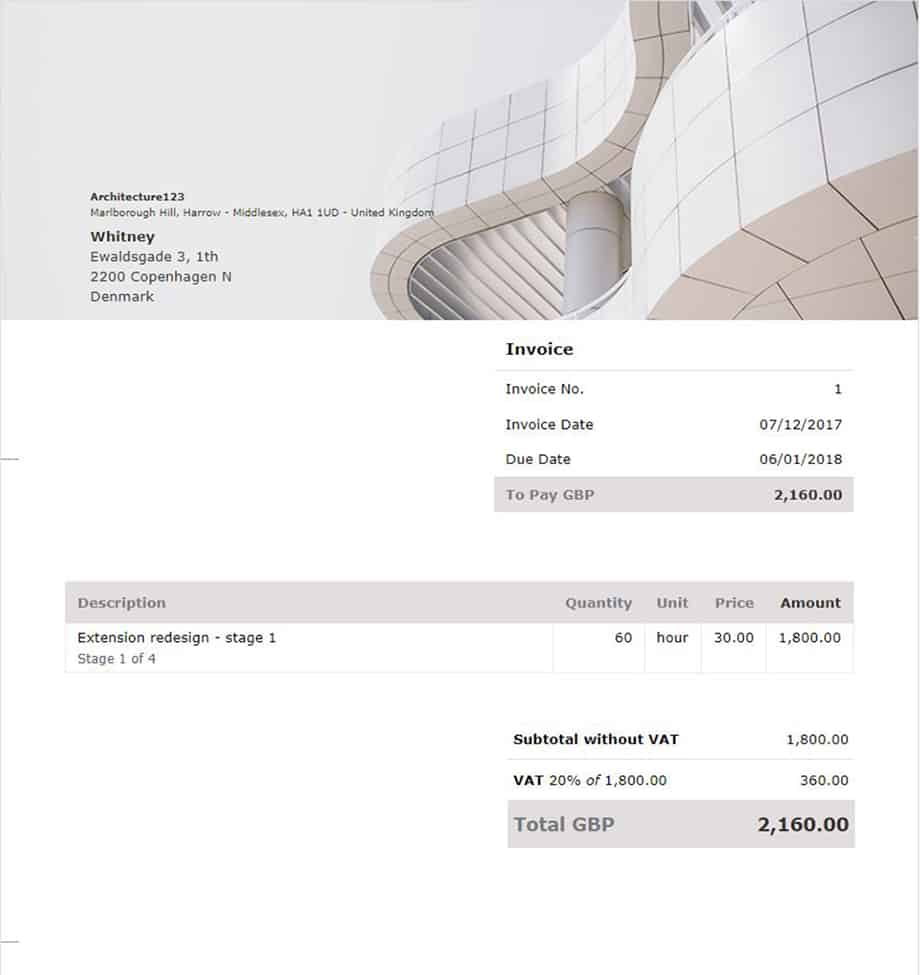 Architecture123
Marlborough Hill, Harrow - Middlesex, HA1 1UD - United Kingdom
Whitney
Ewaldsgade 3, 1th
2200 Copenhagen N
Denmark
Invoice
Invoice No. 1
Invoice Date 07/12/2017
Due Date 06/01/2018
To Pay GBP 2,160.00
Description Quantity Unit Price Amount
Extension redesign - stage 1 60 hour 30.00 1,800.00
Stage 1 of 4
Subtotal without VAT 1,800.00
VAT 20% of 1,800.00 360.00
Total GBP 2,160.00